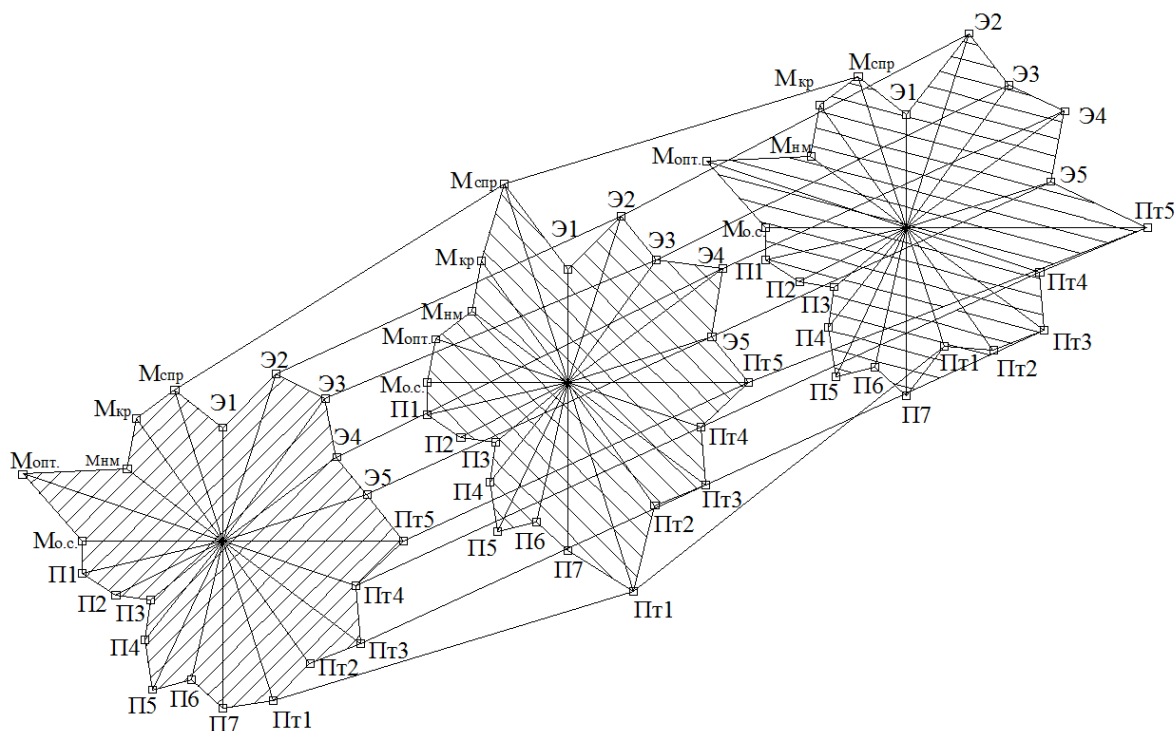 Э2
Мспр
Э3
Мкр
Э1
Э4
Мнм
Мопт.
Э5
Пт5
Мо.с.
П1
П2
П3
Пт4
П4
Пт1
Пт3
Пт2
П5
П6
П7
Мспр
Э2
Э1
Э3
Э4
Мкр
Мнм
Мопт.
Э5
Пт5
Мо.с.
П1
П2
П3
Пт4
П4
Пт3
Пт2
П5
П6
П7
Пт1
Э2
Мспр
Э3
Мкр
Э1
Э4
Мопт.
Мнм
Э5
Пт5
Мо.с.
П1
П2
П3
Пт4
П4
Пт3
Пт2
П5
П6
П7
Пт1